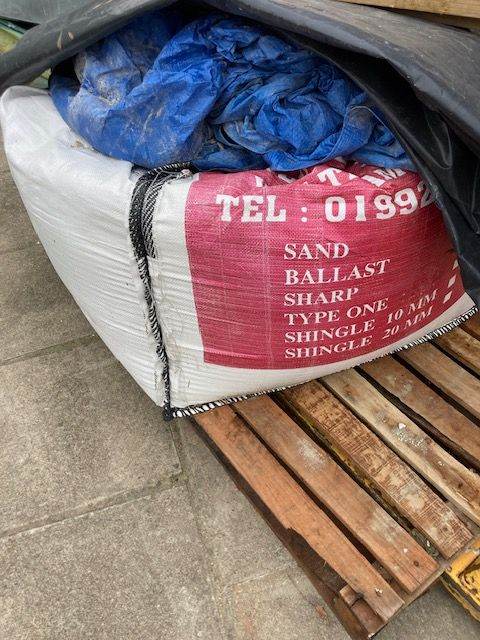 TEL : 01992
SAND
BALLAST
SHARP
TYPE ONE
SHINGLE 10 MM
SHINGLE 20 MM